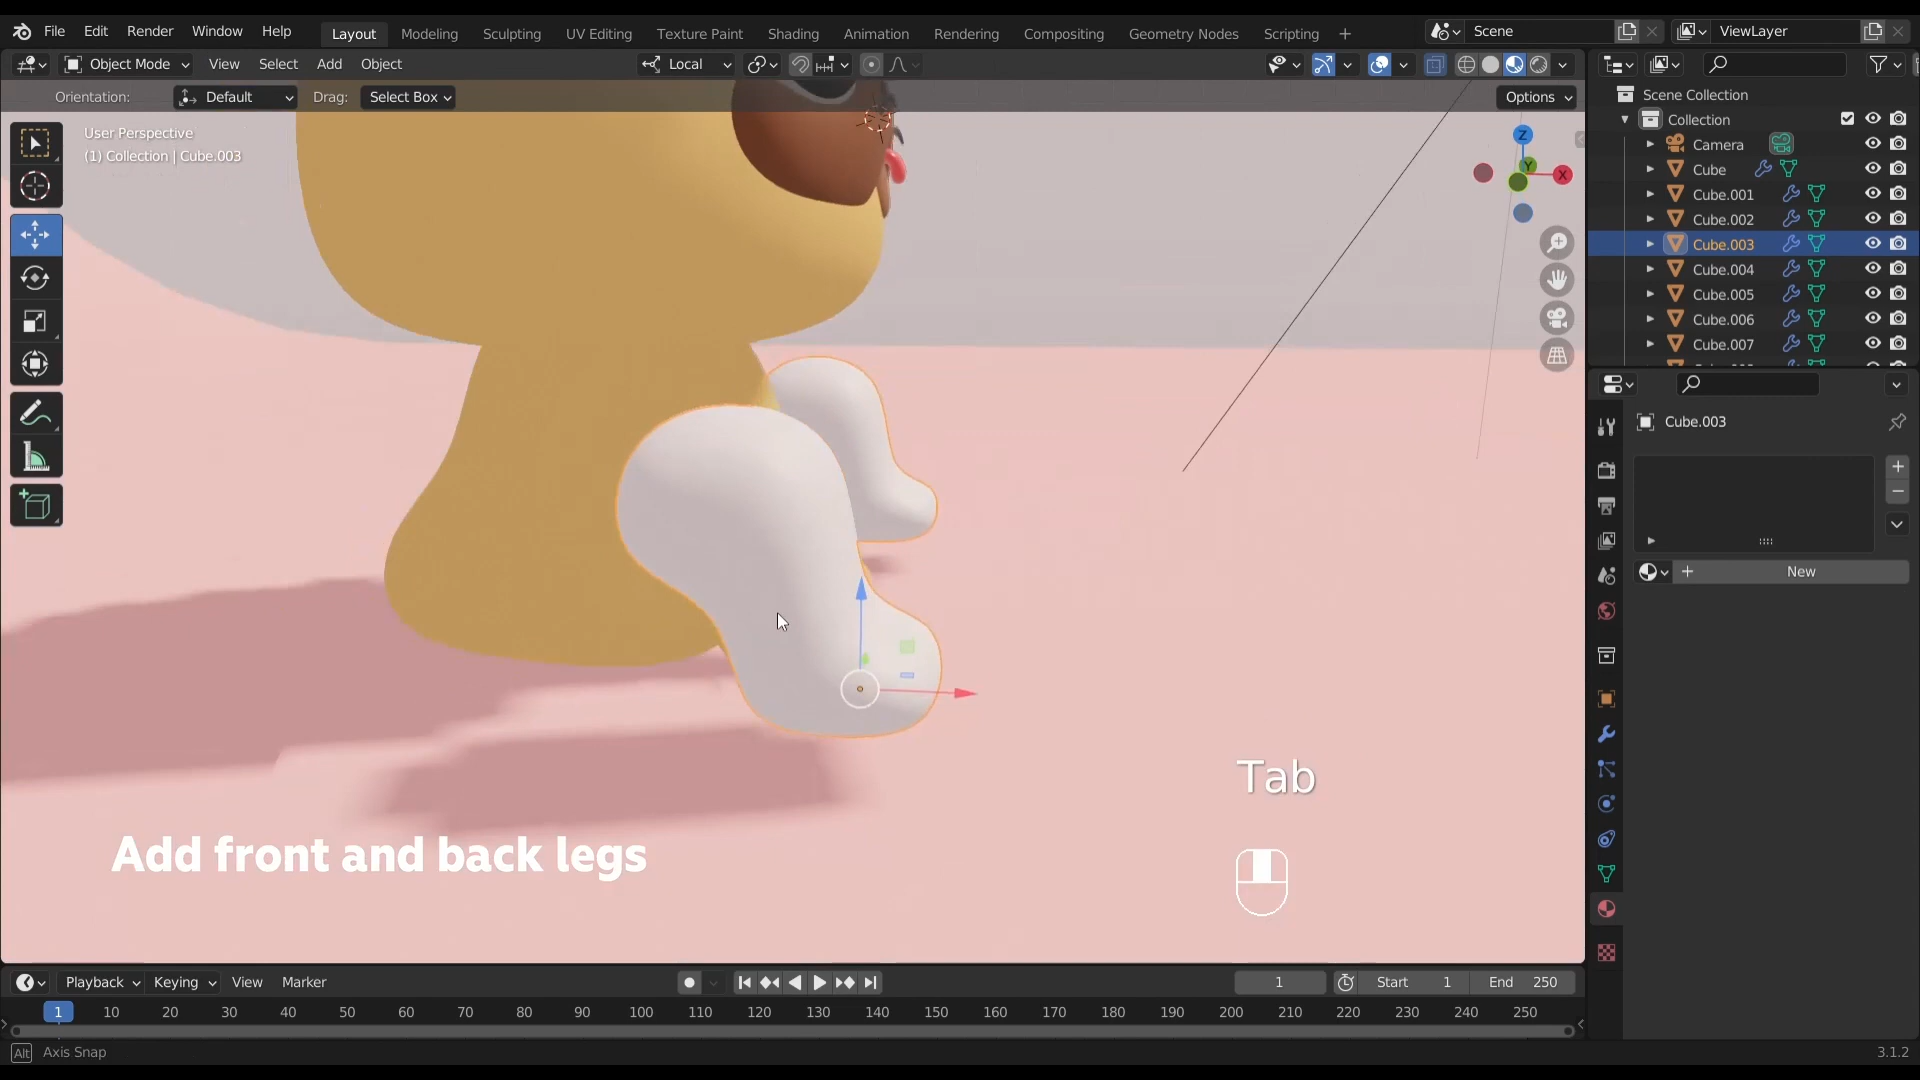 File Edit Render Window Help Layout Modeling Sculpting UV Editing Texture Paint Shading Animation Rendering Compositing Geometry Nodes Scripting Scene ViewLayer
Object Mode View Select Add Object Local
Orientation: Default Drag: Select Box Options
User Perspective
(1) Collection | Cube.003
Z
Y
X
Scene Collection
Collection
Camera
Cube
Cube.001
Cube.002
Cube.003
Cube.004
Cube.005
Cube.006
Cube.007
Cube.003
New
Tab
Add front and back legs
Playback Keying View Marker 1 Start 1 End 250
1 10 20 30 40 50 60 70 80 90 100 110 120 130 140 150 160 170 180 190 200 210 220 230 240 250
Alt Axis Snap 3.1.2